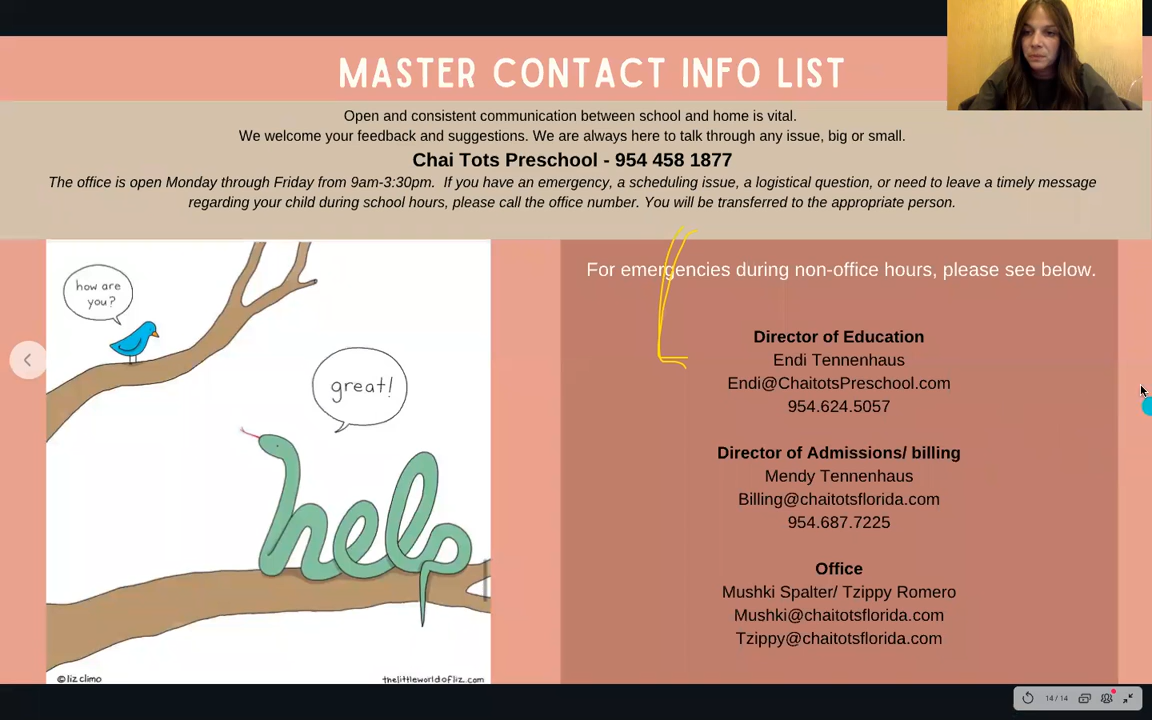 MASTER CONTACT INFO LIST
Open and consistent communication between school and home is vital.
We welcome your feedback and suggestions. We are always here to talk through any issue, big or small.
Chai Tots Preschool - 954 458 1877
The office is open Monday through Friday from 9am-3:30pm. If you have an emergency, a scheduling issue, a logistical question, or need to leave a timely message
regarding your child during school hours, please call the office number. You will be transferred to the appropriate person.
how are
you?
great!
help
©liz climo
thelittleworldofliz.com
For emergencies during non-office hours, please see below.
Director of Education
Endi Tennenhaus
Endi@ChaitotsPreschool.com
954.624.5057
Director of Admissions/ billing
Mendy Tennenhaus
Billing@chaitotsflorida.com
954.687.7225
Office
Mushki Spalter/ Tzippy Romero
Mushki@chaitotsflorida.com
Tzippy@chaitotsflorida.com
14/14